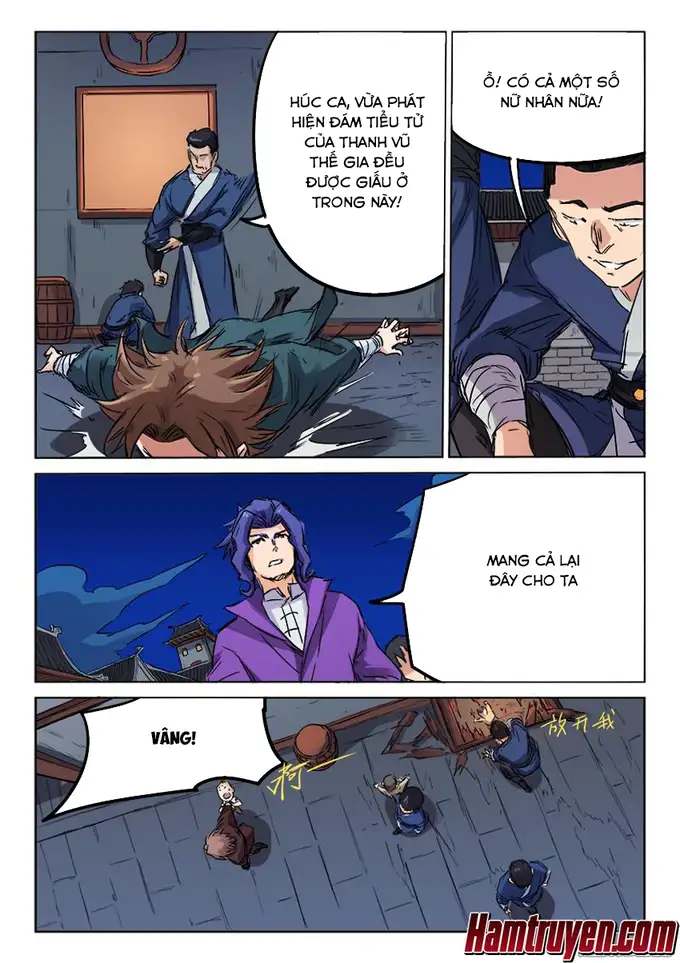 HÚC CA, VỪA PHÁT
HIỆN ĐÁM TIỂU TỬ
CỦA THANH VŨ
THẾ GIA ĐỀU
ĐƯỢC GIẤU Ở
TRONG NÀY!
Ồ! CÓ CẢ MỘT SỐ
NỮ NHÂN NỮA!
MANG CẢ LẠI
ĐÂY CHO TA
VÂNG!
放开我
Hamtruyen.com